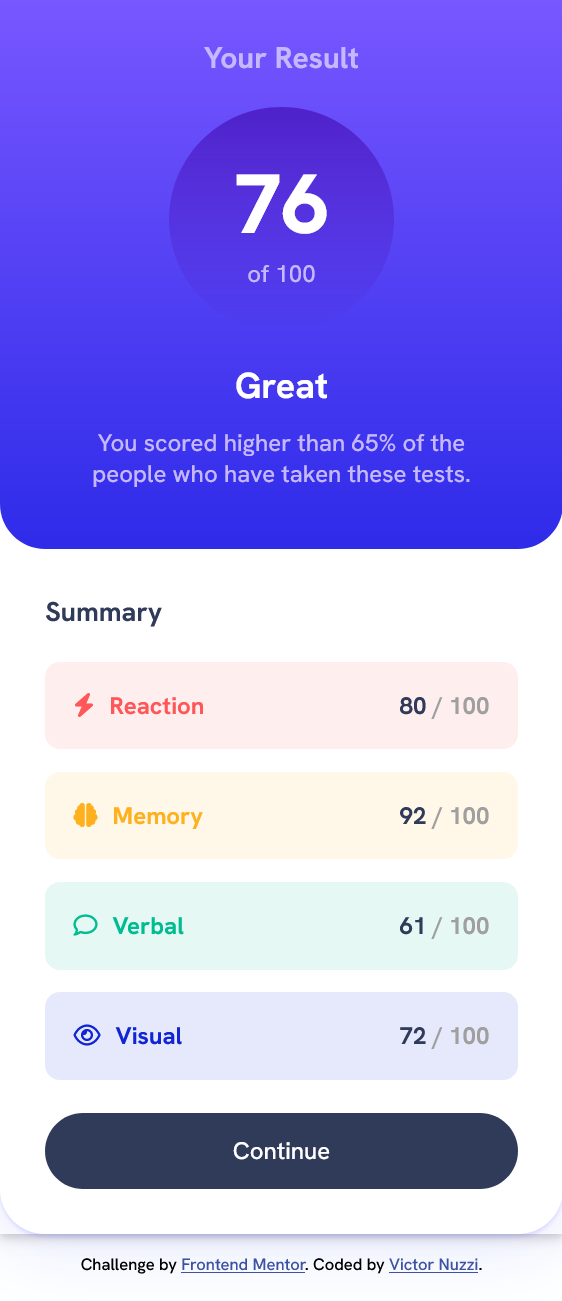 Your Result
76
of 100
Great
You scored higher than 65% of the
people who have taken these tests.
Summary
Reaction 80 / 100
Memory 92 / 100
Verbal 61 / 100
Visual 72 / 100
Continue
Challenge by Frontend Mentor. Coded by Victor Nuzzi.